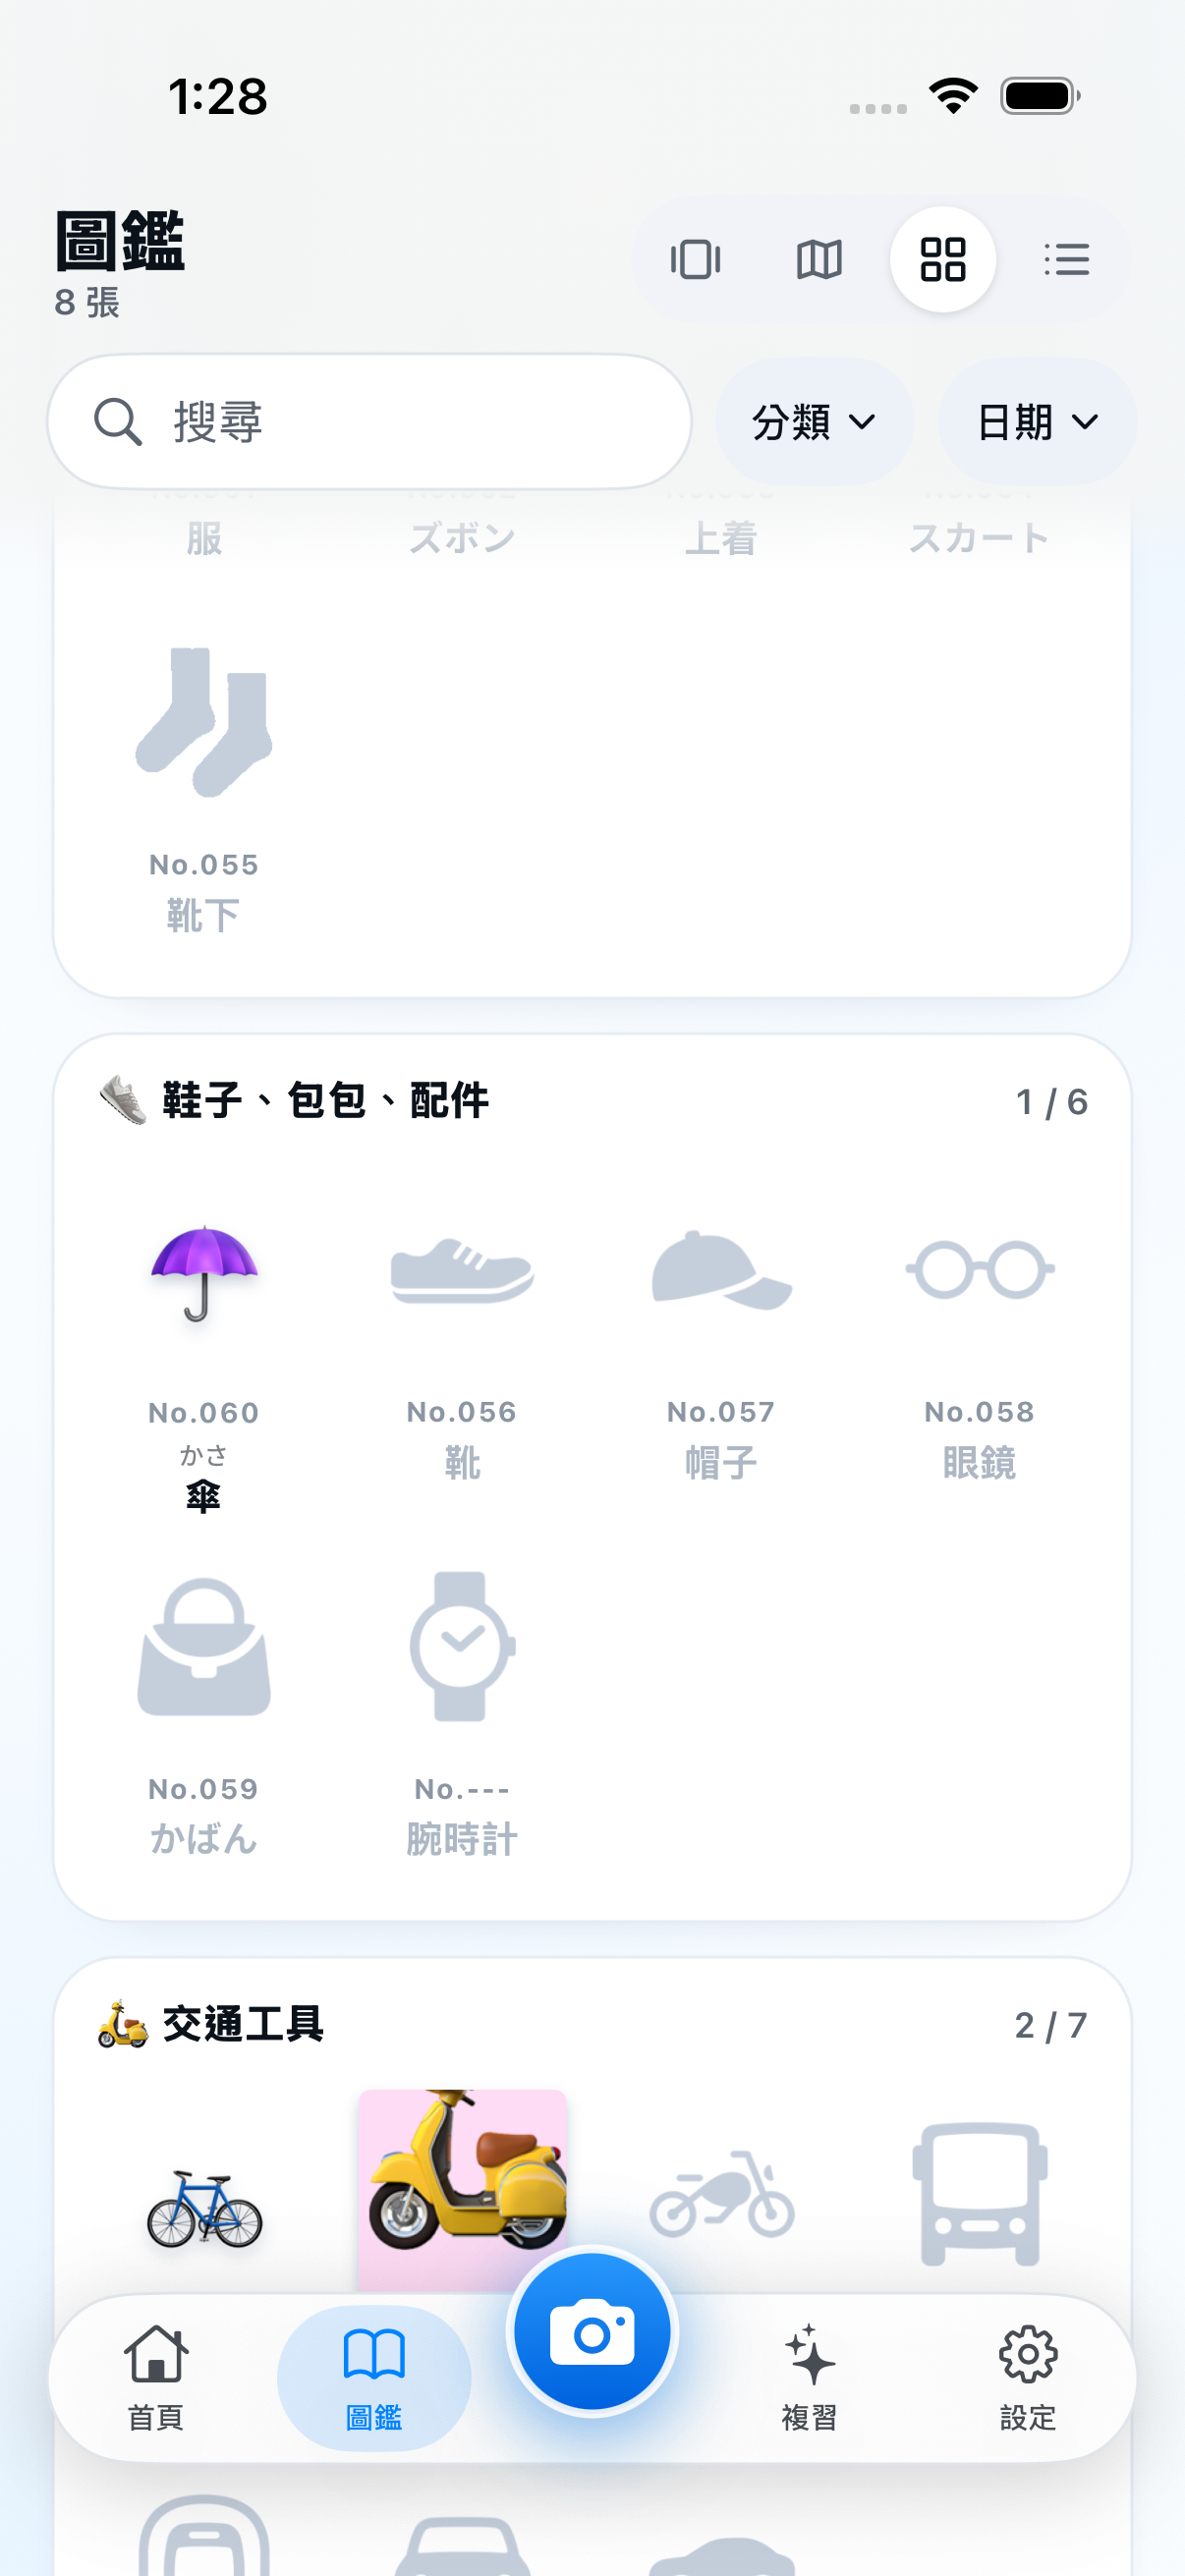 1:28
圖鑑
8 張
搜尋
分類
日期
服 ズボン 上着 スカート
No.055
靴下
鞋子、包包、配件 1 / 6
No.060 No.056 No.057 No.058
かさ
傘 靴 帽子 眼鏡
No.059 No.---
かばん 腕時計
交通工具 2 / 7
首頁 圖鑑 複習 設定